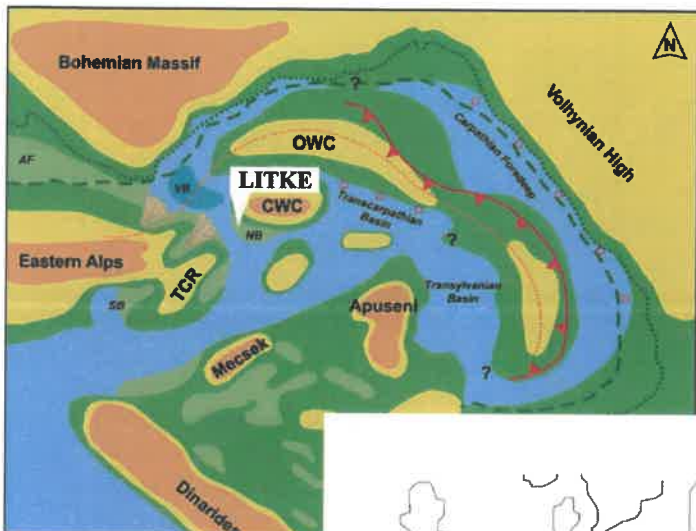 N
Bohemian Massif
Volhynian High
?
Carpathian Foredeep
OWC
AF
VB
LITKE
CWC
Transcarpathian
Basin
NB
?
Eastern Alps
TCR
Transylvanian
Basin
SB
Apuseni
Mecsek
?
Dinarides